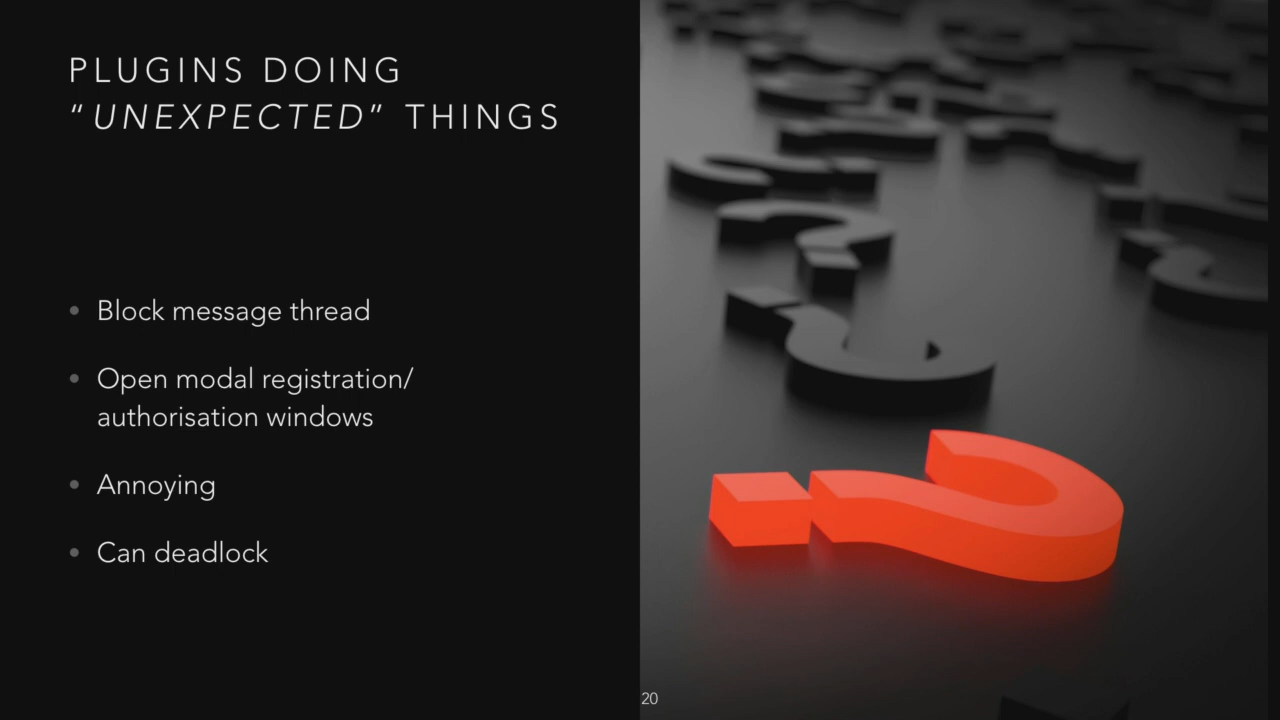 PLUGINS DOING
“UNEXPECTED” THINGS
• Block message thread
• Open modal registration/
authorisation windows
• Annoying
• Can deadlock
20